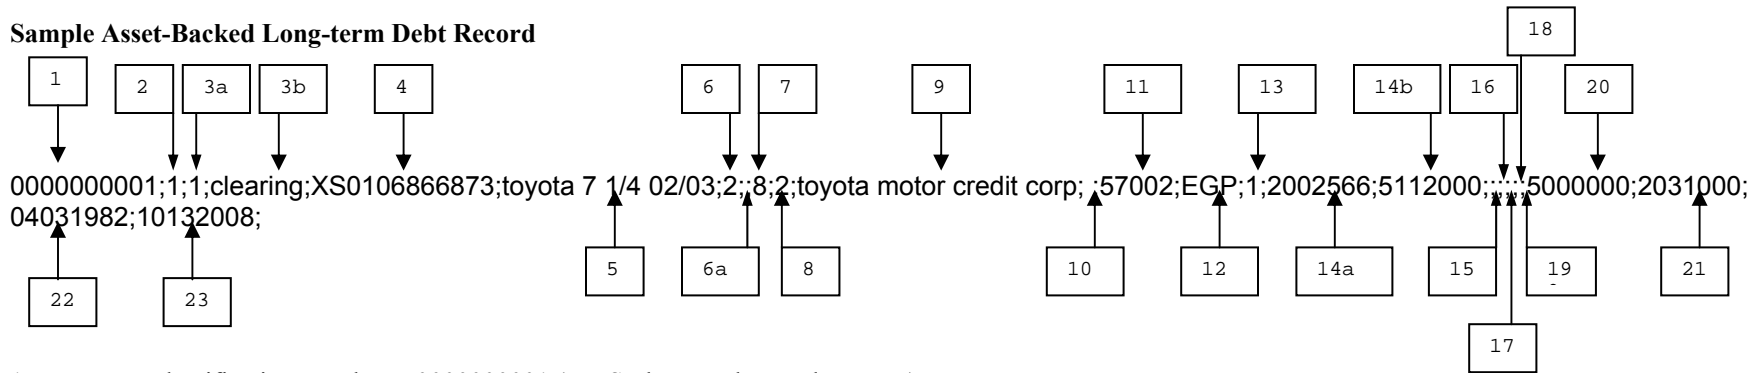 Sample Asset-Backed Long-term Debt Record
18
1 2 3a 3b 4 6 7 9 11 13 14b 16 20
0000000001;1;1;clearing;XS0106866873;toyota 7 1/4 02/03;2;;8;2;toyota motor credit corp; ;57002;EGP;1;2002566;5112000;;;;;;5000000;2031000;
04031982;10132008;
5 6a 8 10 12 14a 15 19 21
22 23
17